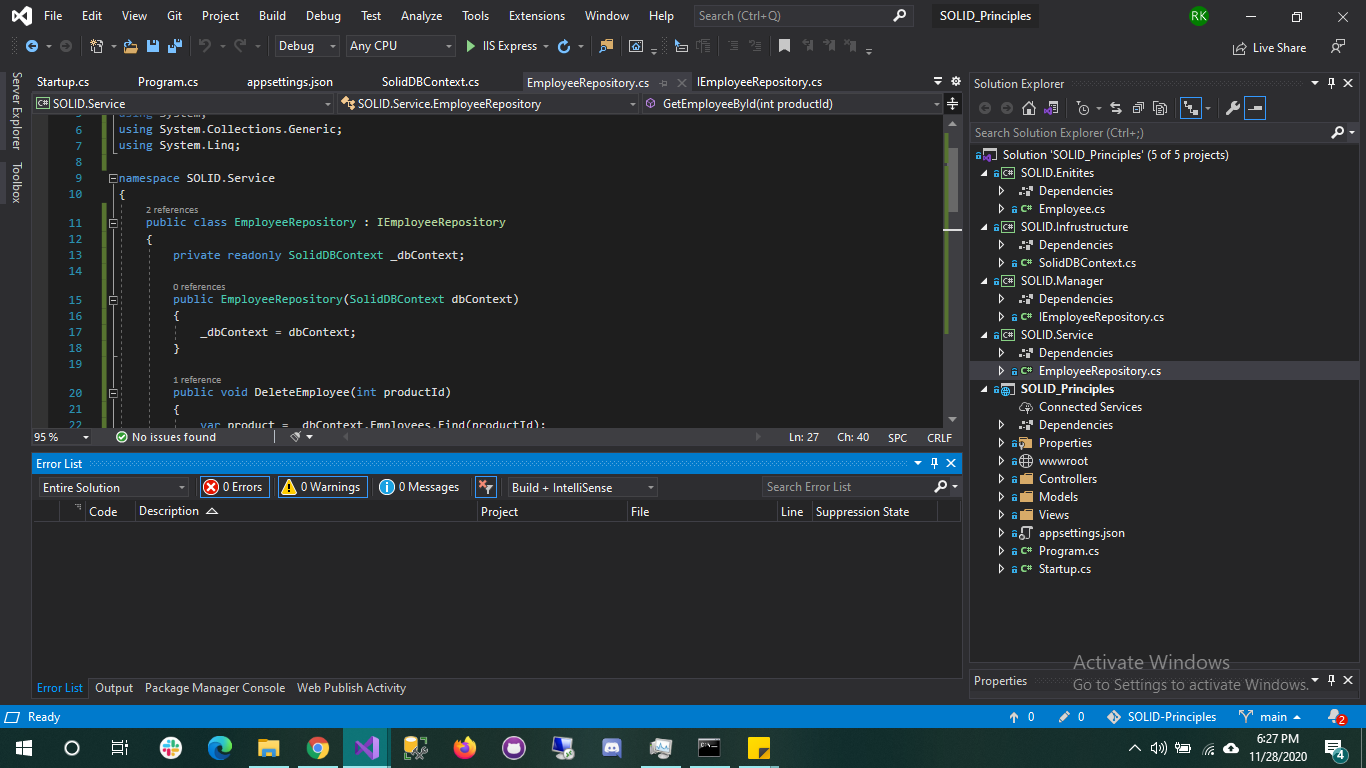 File Edit View Git Project Build Debug Test Analyze Tools Extensions Window Help Search (Ctrl+Q) SOLID_Principles RK
Debug Any CPU IIS Express Live Share
Server Explorer
Toolbox
Startup.cs Program.cs appsettings.json SolidDBContext.cs EmployeeRepository.cs IEmployeeRepository.cs
SOLID.Service SOLID.Service.EmployeeRepository GetEmployeeById(int productId)
5 using System;
6 using System.Collections.Generic;
7 using System.Linq;
8
9 namespace SOLID.Service
10 {
2 references
11 public class EmployeeRepository : IEmployeeRepository
12 {
13 private readonly SolidDBContext _dbContext;
14
0 references
15 public EmployeeRepository(SolidDBContext dbContext)
16 {
17 _dbContext = dbContext;
18 }
19
1 reference
20 public void DeleteEmployee(int productId)
21 {
22 var product = _dbContext.Employees.Find(productId);
95 % No issues found Ln: 27 Ch: 40 SPC CRLF
Error List
Entire Solution 0 Errors 0 Warnings 0 Messages Build + IntelliSense Search Error List
Code Description Project File Line Suppression State
Error List Output Package Manager Console Web Publish Activity
Solution Explorer
Search Solution Explorer (Ctrl+;)
Solution 'SOLID_Principles' (5 of 5 projects)
SOLID.Enitites
Dependencies
Employee.cs
SOLID.Infrustructure
Dependencies
SolidDBContext.cs
SOLID.Manager
Dependencies
IEmployeeRepository.cs
SOLID.Service
Dependencies
EmployeeRepository.cs
SOLID_Principles
Connected Services
Dependencies
Properties
wwwroot
Controllers
Models
Views
appsettings.json
Program.cs
Startup.cs
Activate Windows
Go to Settings to activate Windows.
Properties
Ready 0 0 SOLID-Principles main 2
6:27 PM
11/28/2020
4